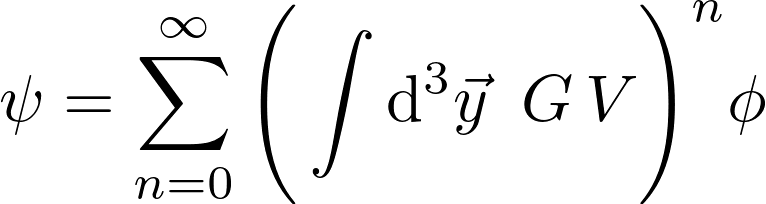 ψ = ∑_{n=0}^{∞} ( ∫ d³y⃗ G V )ⁿ ϕ